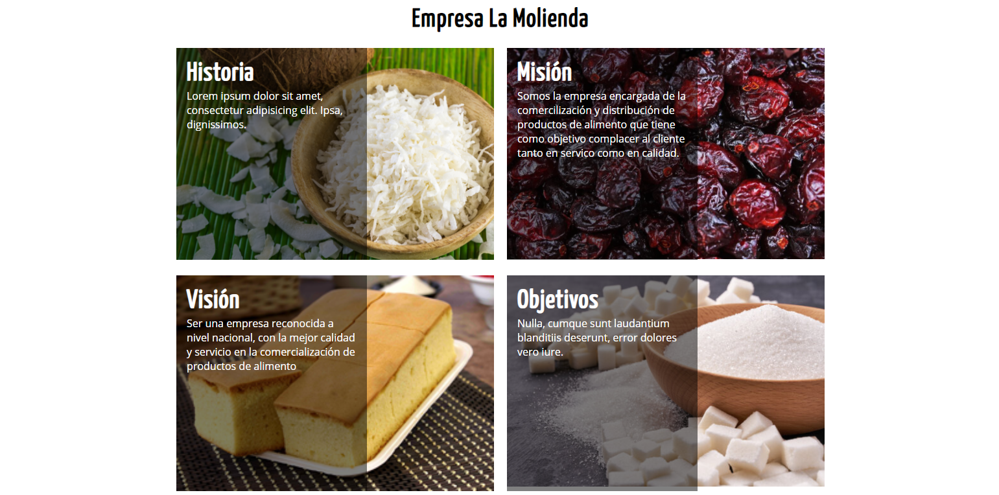 Empresa La Molienda
Historia
Lorem ipsum dolor sit amet,
consectetur adipisicing elit. Ipsa,
dignissimos.
Misión
Somos la empresa encargada de la
comercilización y distribución de
productos de alimento que tiene
como objetivo complacer al cliente
tanto en servico como en calidad.
Visión
Ser una empresa reconocida a
nivel nacional, con la mejor calidad
y servicio en la comercialización de
productos de alimento
Objetivos
Nulla, cumque sunt laudantium
blanditiis deserunt, error dolores
vero iure.